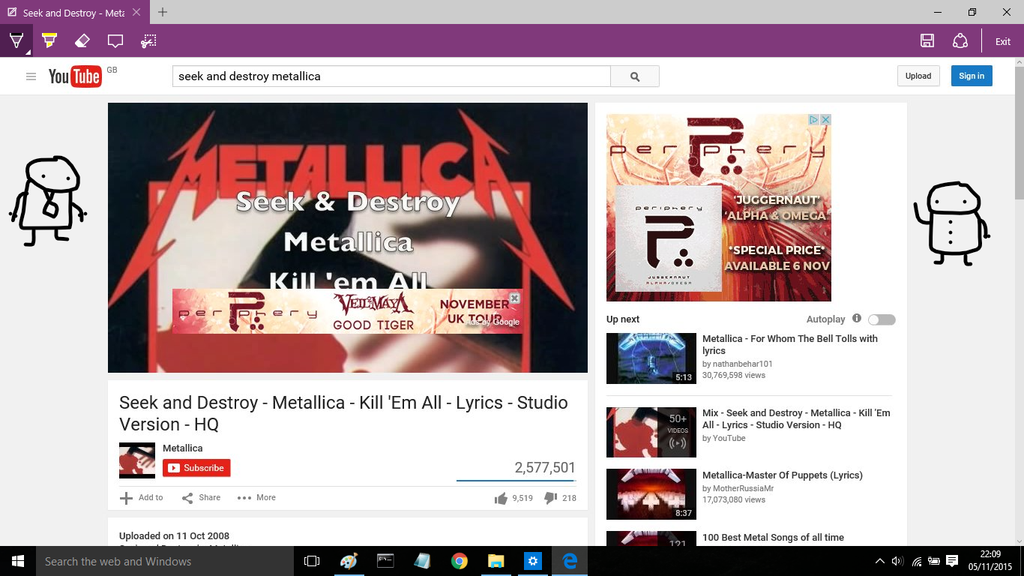 Seek and Destroy - Meta
Exit
YouTube GB
seek and destroy metallica
Upload
Sign in
METALLICA
Seek & Destroy
Metallica
Kill 'em All
periphery
VEIL OF MAYA
GOOD TIGER
NOVEMBER
UK TOUR
Ads by Google
periphery
periphery
JUGGERNAUT
ALPHA/OMEGA
"JUGGERNAUT"
'ALPHA & OMEGA
*SPECIAL PRICE*
AVAILABLE 6 NOV
Seek and Destroy - Metallica - Kill 'Em All - Lyrics - Studio
Version - HQ
Metallica
Subscribe
2,577,501
Add to
Share
More
9,519
218
Uploaded on 11 Oct 2008
Up next
Autoplay
5:13
Metallica - For Whom The Bell Tolls with
lyrics
by nathanbehar101
30,769,598 views
50+
VIDEOS
Mix - Seek and Destroy - Metallica - Kill 'Em
All - Lyrics - Studio Version - HQ
by YouTube
8:37
Metallica-Master Of Puppets (Lyrics)
by MotherRussiaMr
17,073,080 views
121
100 Best Metal Songs of all time
Search the web and Windows
22:09
05/11/2015